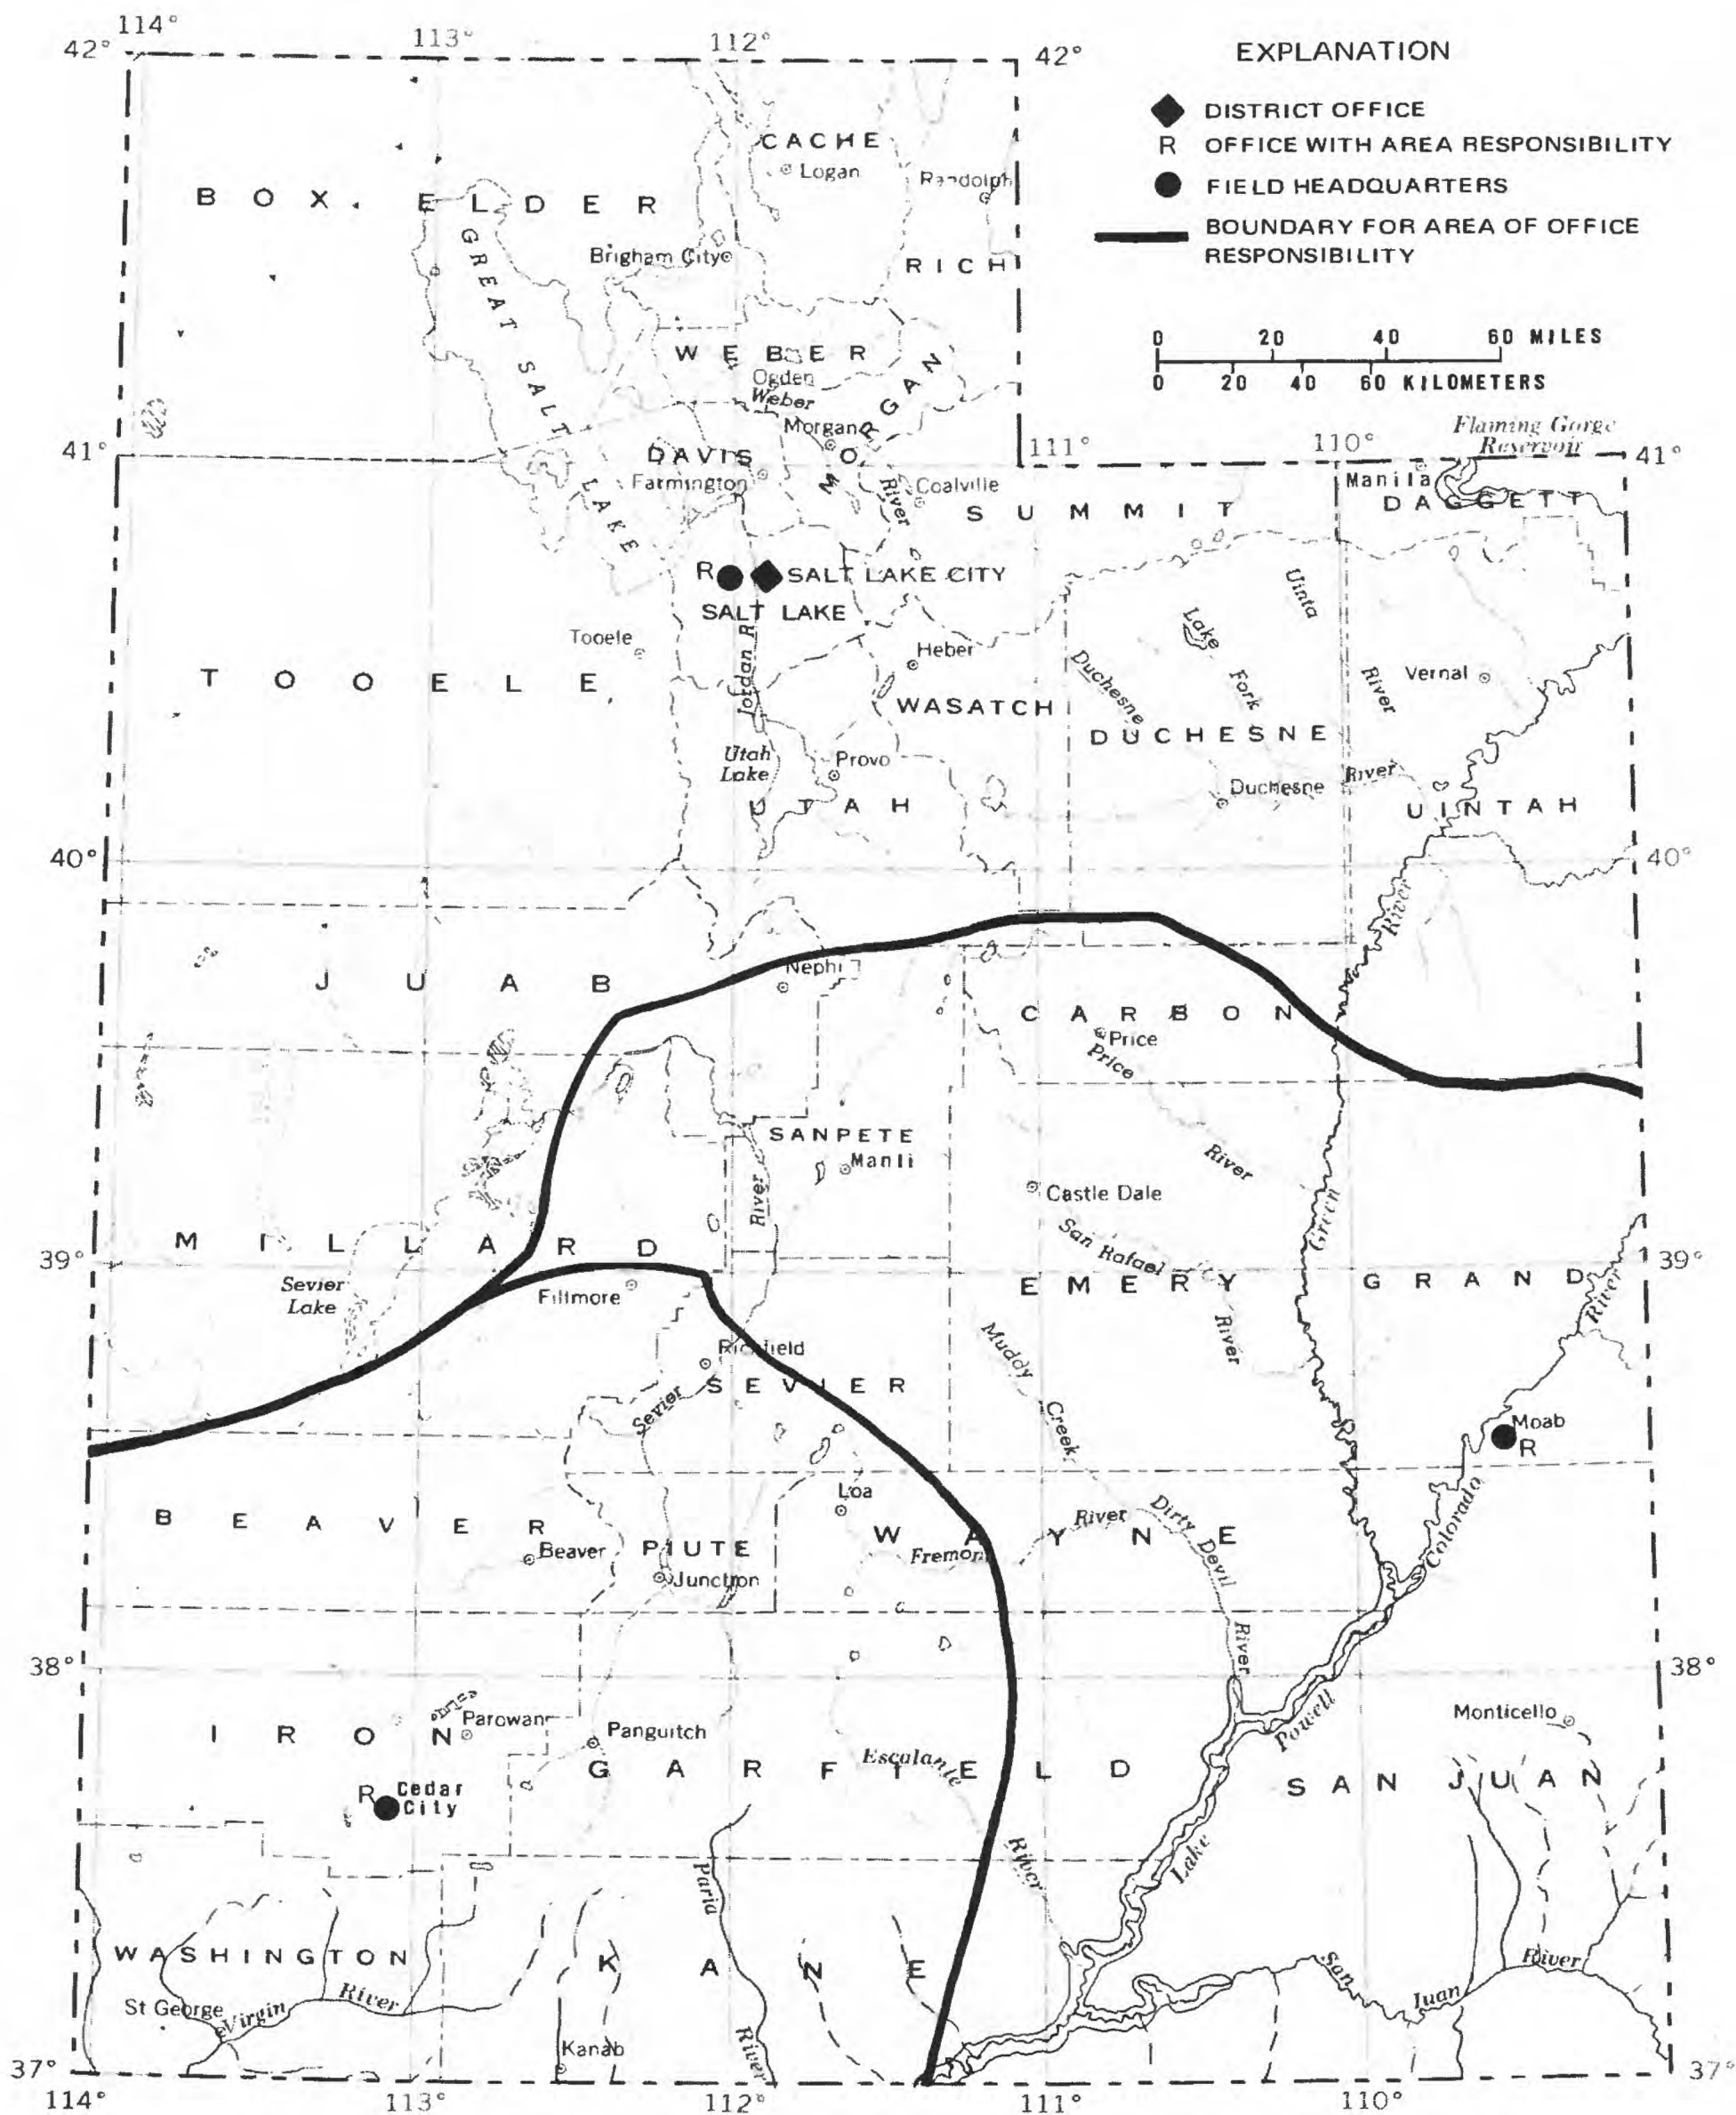 114°
113°
112°
42°
42°
EXPLANATION
DISTRICT OFFICE
R OFFICE WITH AREA RESPONSIBILITY
FIELD HEADQUARTERS
BOUNDARY FOR AREA OF OFFICE
RESPONSIBILITY
0 20 40 60 MILES
0 20 40 60 KILOMETERS
CACHE
Logan
Randolph
BOX ELDER
Brigham City
RICH
GREAT SALT LAKE
WEBER
Ogden
Weber
River
MORGAN
Morgan
41°
111°
110°
Flaming Gorge
Reservoir
41°
DAVIS
Farmington
Coalville
Manila
DAGGETT
SUMMIT
R SALT LAKE CITY
SALT LAKE
Tooele
Jordan R
Heber
Uinta
River
Lake
Fork
Duchesne
River
Vernal
TOOELE
WASATCH
DUCHESNE
Utah
Lake
Provo
Duchesne
UTAH
UINTAH
40°
40°
River
Nephi
JUAB
CARBON
Price
Price
River
SANPETE
Manli
River
Castle Dale
Green
San Rafael
River
MILLARD
39°
39°
Sevier
Lake
Fillmore
EMERY
GRAND
River
Muddy
Creek
Richfield
SEVIER
Sevier
Moab
R
Loa
BEAVER
Beaver
PIUTE
Junction
WAYNE
Fremont
River
Dirty
Devil
River
Colorado
38°
38°
Parowan
IRON
Panguitch
Powell
Monticello
R Cedar
City
GARFIELD
Escalante
River
SAN JUAN
Lake
Paria
River
WASHINGTON
KANE
St George
Virgin
River
San
Juan
River
Kanab
37°
37°
114°
113°
112°
111°
110°